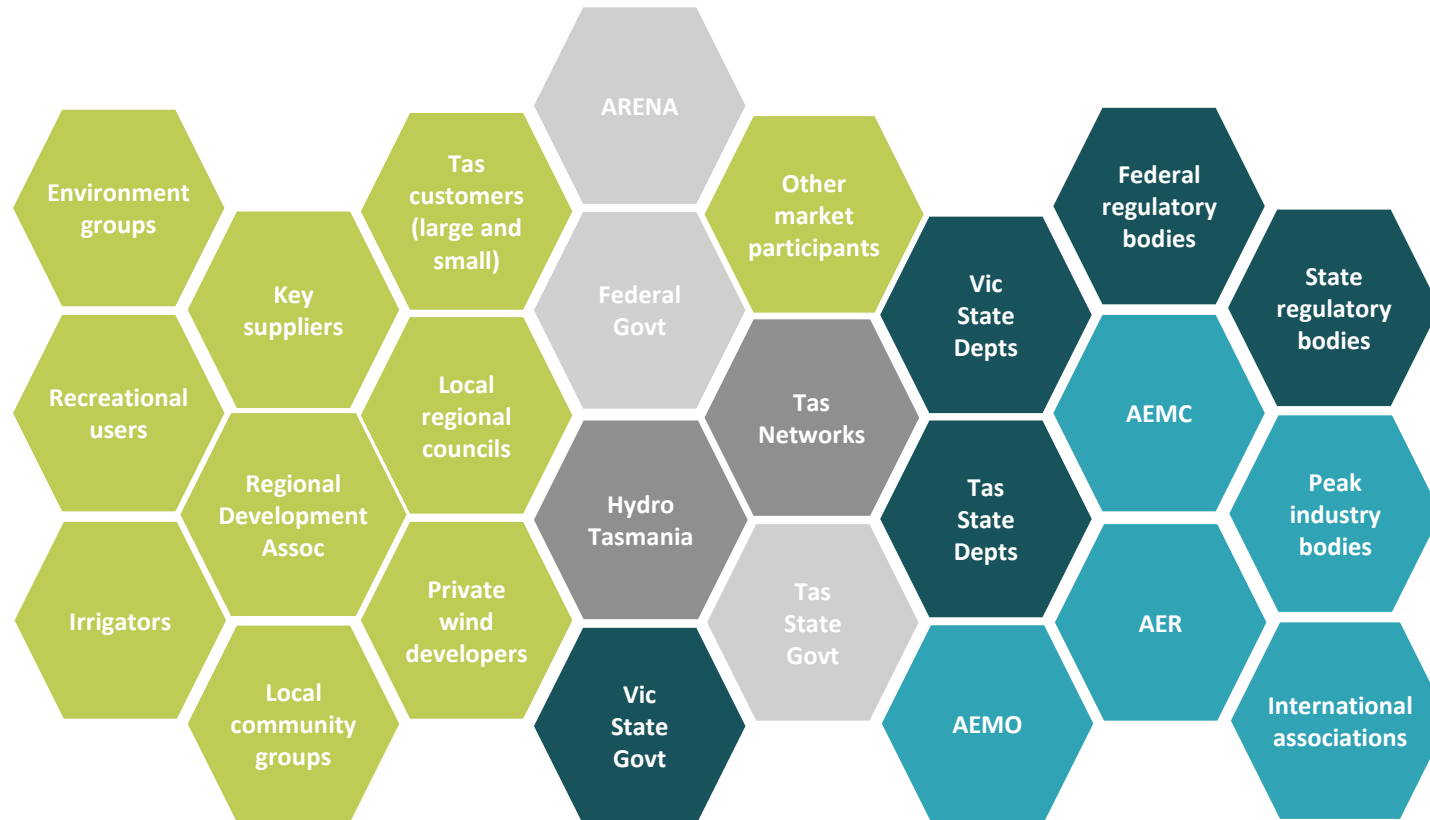 ARENA
Environment
groups
Tas
customers
(large and
small)
Other
market
participants
Federal
regulatory
bodies
Key
suppliers
Federal
Govt
Vic
State
Depts
State
regulatory
bodies
Recreational
users
Local
regional
councils
Tas
Networks
AEMC
Regional
Development
Assoc
Hydro
Tasmania
Tas
State
Depts
Peak
industry
bodies
Irrigators
Private
wind
developers
Tas
State
Govt
AER
Local
community
groups
Vic
State
Govt
AEMO
International
associations